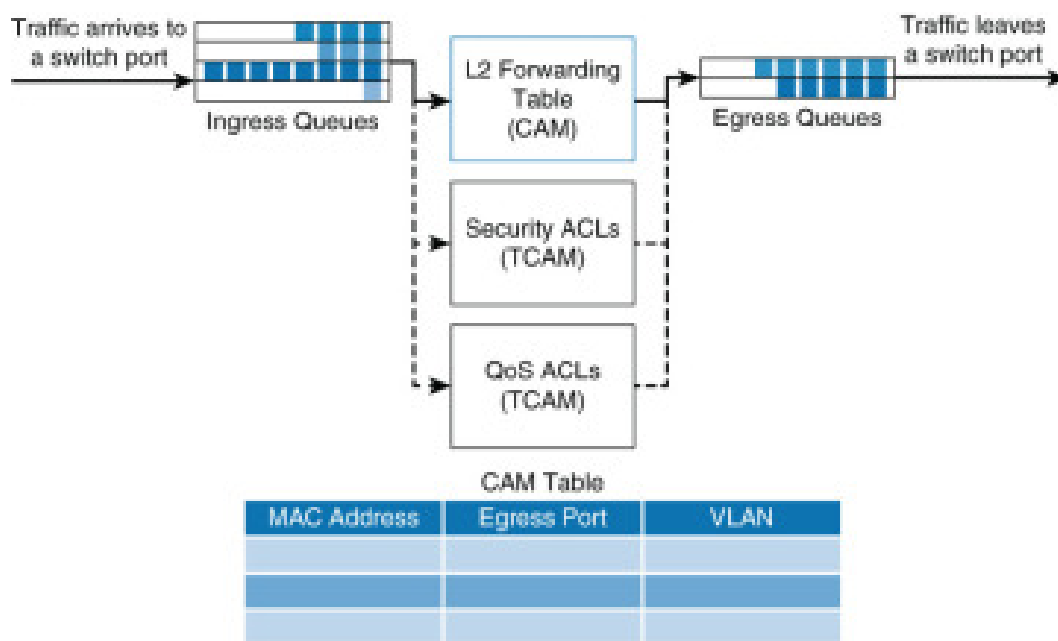 Traffic arrives to
a switch port
Ingress Queues
L2 Forwarding
Table
(CAM)
Egress Queues
Traffic leaves
a switch port
Security ACLs
(TCAM)
QoS ACLs
(TCAM)
CAM Table
MAC Address Egress Port VLAN